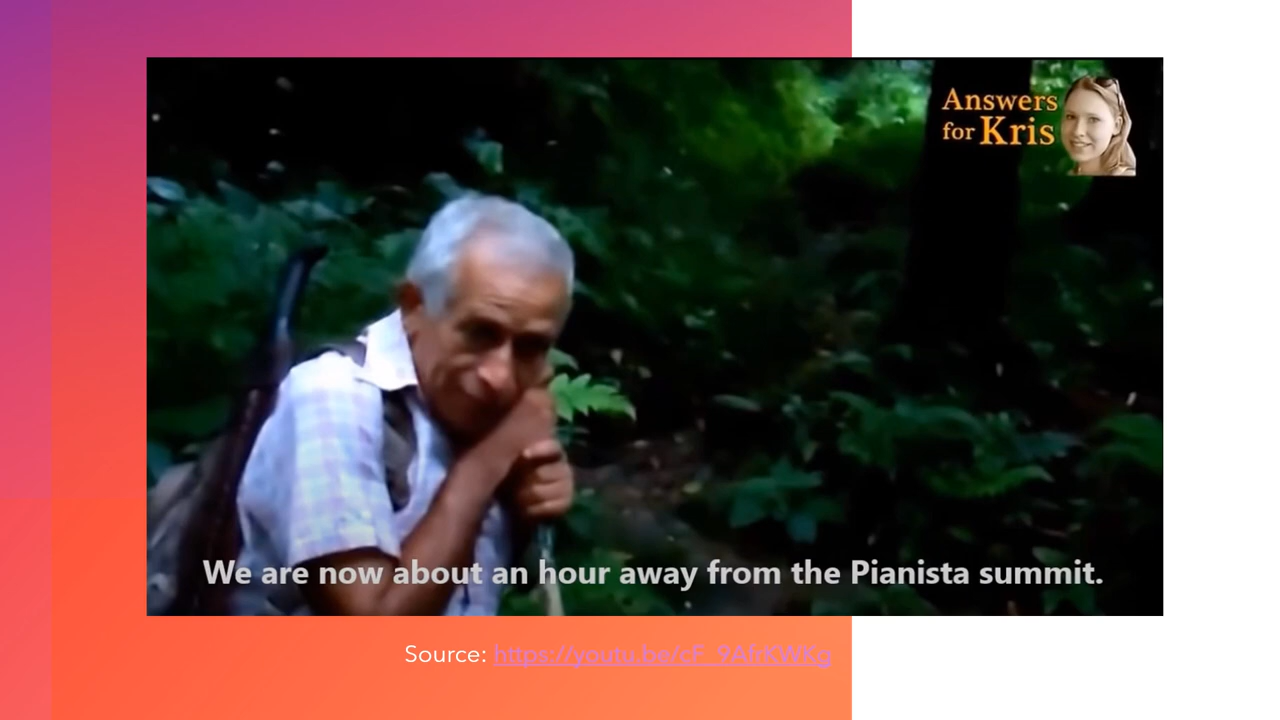 Answers
for Kris
We are now about an hour away from the Pianista summit.
Source: https://youtu.be/cF_9AfrKWKg